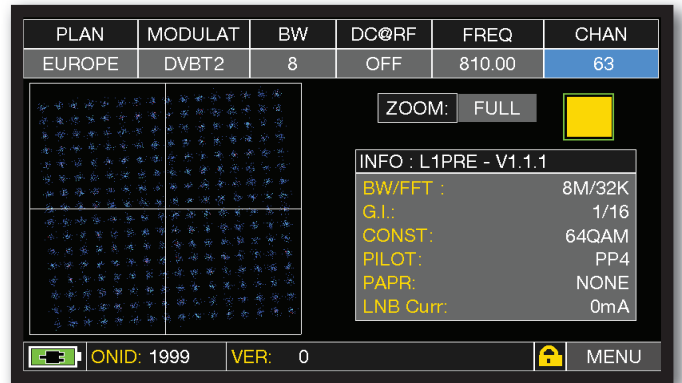 PLAN MODULAT BW DC@RF FREQ CHAN
EUROPE DVBT2 8 OFF 810.00 63
ZOOM: FULL
INFO : L1PRE - V1.1.1
BW/FFT : 8M/32K
G.I.: 1/16
CONST: 64QAM
PILOT: PP4
PAPR: NONE
LNB Curr: 0mA
ONID: 1999 VER: 0 MENU